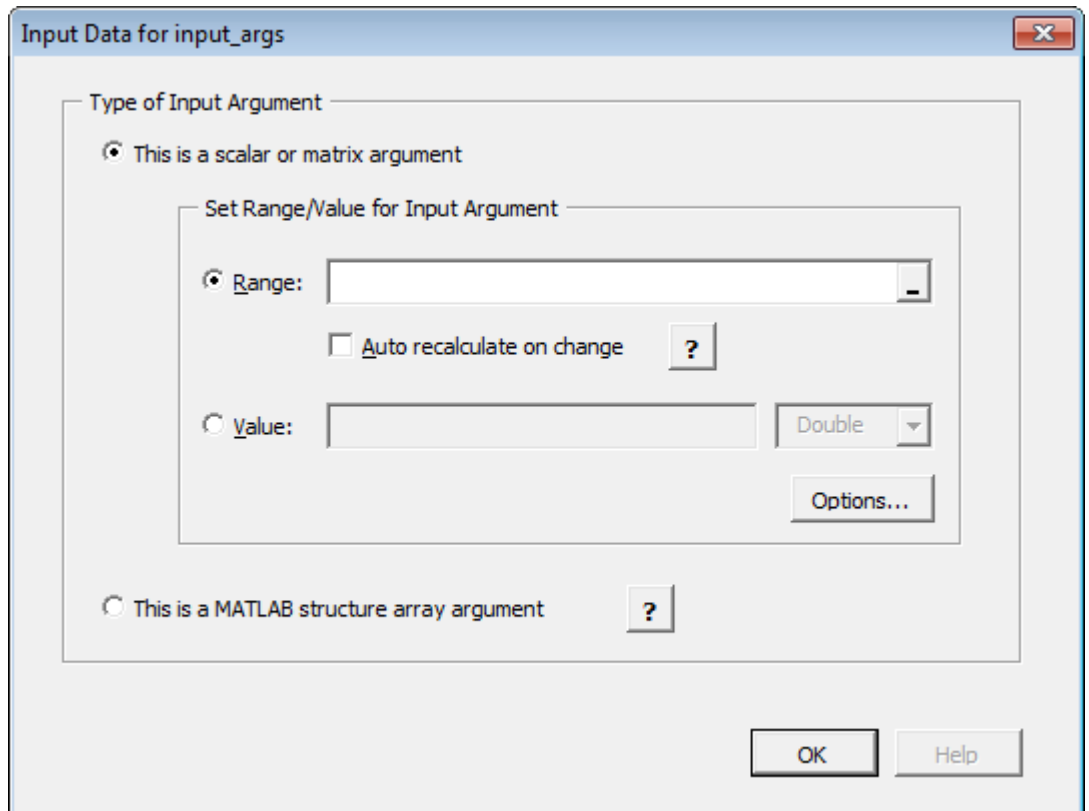 Input Data for input_args
Type of Input Argument
This is a scalar or matrix argument
Set Range/Value for Input Argument
Range: _
Auto recalculate on change ?
Value: Double
Options...
This is a MATLAB structure array argument ?
OK Help